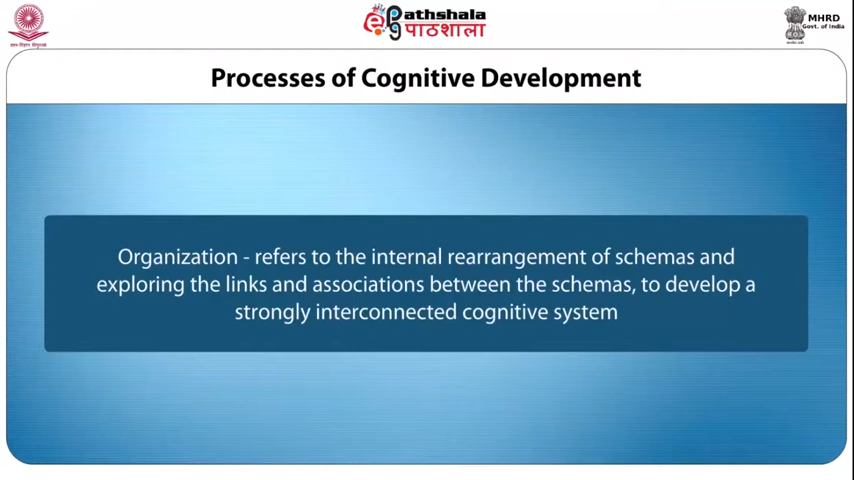 Pathshala
पाठशाला
MHRD
Govt. of India
Processes of Cognitive Development
Organization - refers to the internal rearrangement of schemas and
exploring the links and associations between the schemas, to develop a
strongly interconnected cognitive system